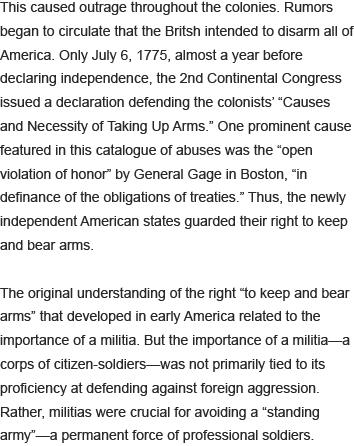 This caused outrage throughout the colonies. Rumors
began to circulate that the Britsh intended to disarm all of
America. Only July 6, 1775, almost a year before
declaring independence, the 2nd Continental Congress
issued a declaration defending the colonists’ “Causes
and Necessity of Taking Up Arms.” One prominent cause
featured in this catalogue of abuses was the “open
violation of honor” by General Gage in Boston, “in
definance of the obligations of treaties.” Thus, the newly
independent American states guarded their right to keep
and bear arms.

The original understanding of the right “to keep and bear
arms” that developed in early America related to the
importance of a militia. But the importance of a militia—a
corps of citizen-soldiers—was not primarily tied to its
proficiency at defending against foreign aggression.
Rather, militias were crucial for avoiding a “standing
army”—a permanent force of professional soldiers.